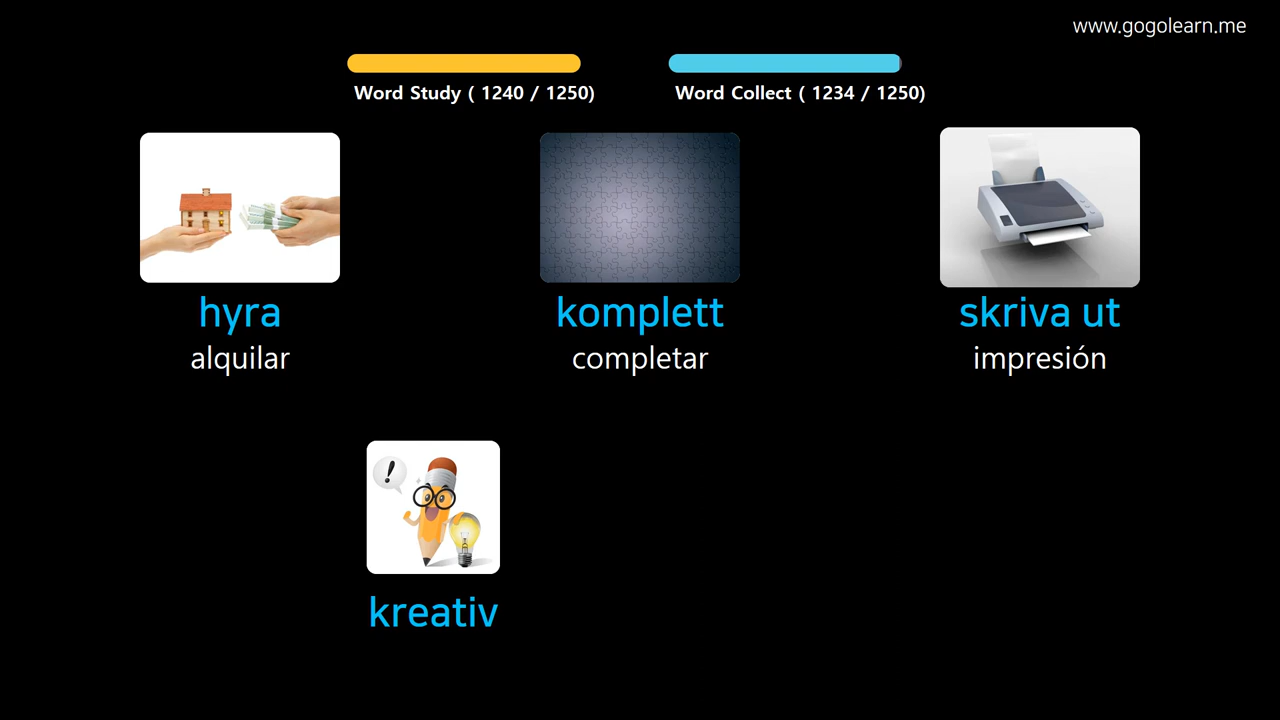 www.gogolearn.me
Word Study ( 1240 / 1250)
Word Collect ( 1234 / 1250)
hyra
alquilar
komplett
completar
skriva ut
impresión
!
kreativ